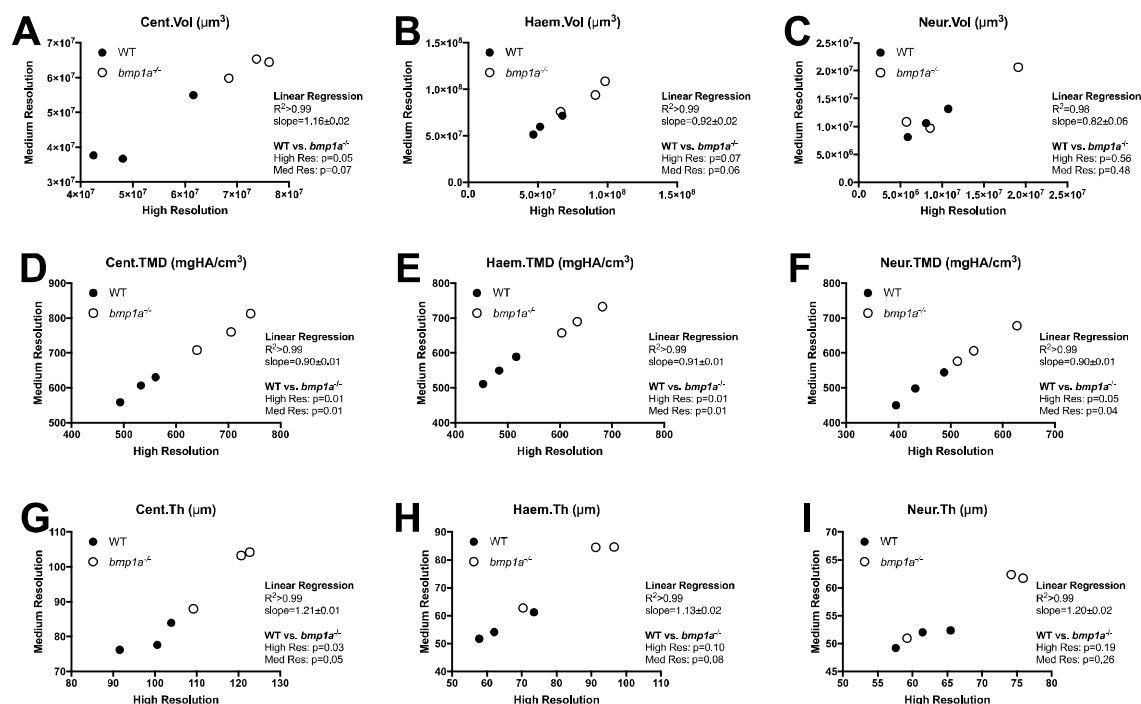 A
Cent.Vol (μm³)
WT
bmp1a⁻/⁻
Medium Resolution
7×10⁷
6×10⁷
5×10⁷
4×10⁷
3×10⁷
4×10⁷ 5×10⁷ 6×10⁷ 7×10⁷ 8×10⁷
High Resolution
Linear Regression
R²>0.99
slope=1.16±0.02
WT vs. bmp1a⁻/⁻
High Res: p=0.05
Med Res: p=0.07
B
Haem.Vol (μm³)
WT
bmp1a⁻/⁻
Medium Resolution
1.5×10⁸
1.0×10⁸
5.0×10⁷
0.0
0.0 5.0×10⁷ 1.0×10⁸ 1.5×10⁸
High Resolution
Linear Regression
R²>0.99
slope=0.92±0.02
WT vs. bmp1a⁻/⁻
High Res: p=0.07
Med Res: p=0.06
C
Neur.Vol (μm³)
WT
bmp1a⁻/⁻
Medium Resolution
2.5×10⁷
2.0×10⁷
1.5×10⁷
1.0×10⁷
5.0×10⁶
0.0
0.0 5.0×10⁶ 1.0×10⁷ 1.5×10⁷ 2.0×10⁷ 2.5×10⁷
High Resolution
Linear Regression
R²=0.98
slope=0.82±0.06
WT vs. bmp1a⁻/⁻
High Res: p=0.56
Med Res: p=0.48
D
Cent.TMD (mgHA/cm³)
WT
bmp1a⁻/⁻
Medium Resolution
900
800
700
600
500
400 500 600 700 800
High Resolution
Linear Regression
R²>0.99
slope=0.90±0.01
WT vs. bmp1a⁻/⁻
High Res: p=0.01
Med Res: p=0.01
E
Haem.TMD (mgHA/cm³)
WT
bmp1a⁻/⁻
Medium Resolution
800
700
600
500
400
400 500 600 700 800
High Resolution
Linear Regression
R²>0.99
slope=0.91±0.01
WT vs. bmp1a⁻/⁻
High Res: p=0.01
Med Res: p=0.01
F
Neur.TMD (mgHA/cm³)
WT
bmp1a⁻/⁻
Medium Resolution
800
700
600
500
400
300 400 500 600 700
High Resolution
Linear Regression
R²>0.99
slope=0.90±0.01
WT vs. bmp1a⁻/⁻
High Res: p=0.05
Med Res: p=0.04
G
Cent.Th (μm)
WT
bmp1a⁻/⁻
Medium Resolution
110
100
90
80
70
80 90 100 110 120 130
High Resolution
Linear Regression
R²>0.99
slope=1.21±0.01
WT vs. bmp1a⁻/⁻
High Res: p=0.03
Med Res: p=0.05
H
Haem.Th (μm)
WT
bmp1a⁻/⁻
Medium Resolution
90
80
70
60
50
40
50 60 70 80 90 100 110
High Resolution
Linear Regression
R²>0.99
slope=1.13±0.02
WT vs. bmp1a⁻/⁻
High Res: p=0.10
Med Res: p=0.08
I
Neur.Th (μm)
WT
bmp1a⁻/⁻
Medium Resolution
70
65
60
55
50
45
50 55 60 65 70 75 80
High Resolution
Linear Regression
R²>0.99
slope=1.20±0.02
WT vs. bmp1a⁻/⁻
High Res: p=0.19
Med Res: p=0.26